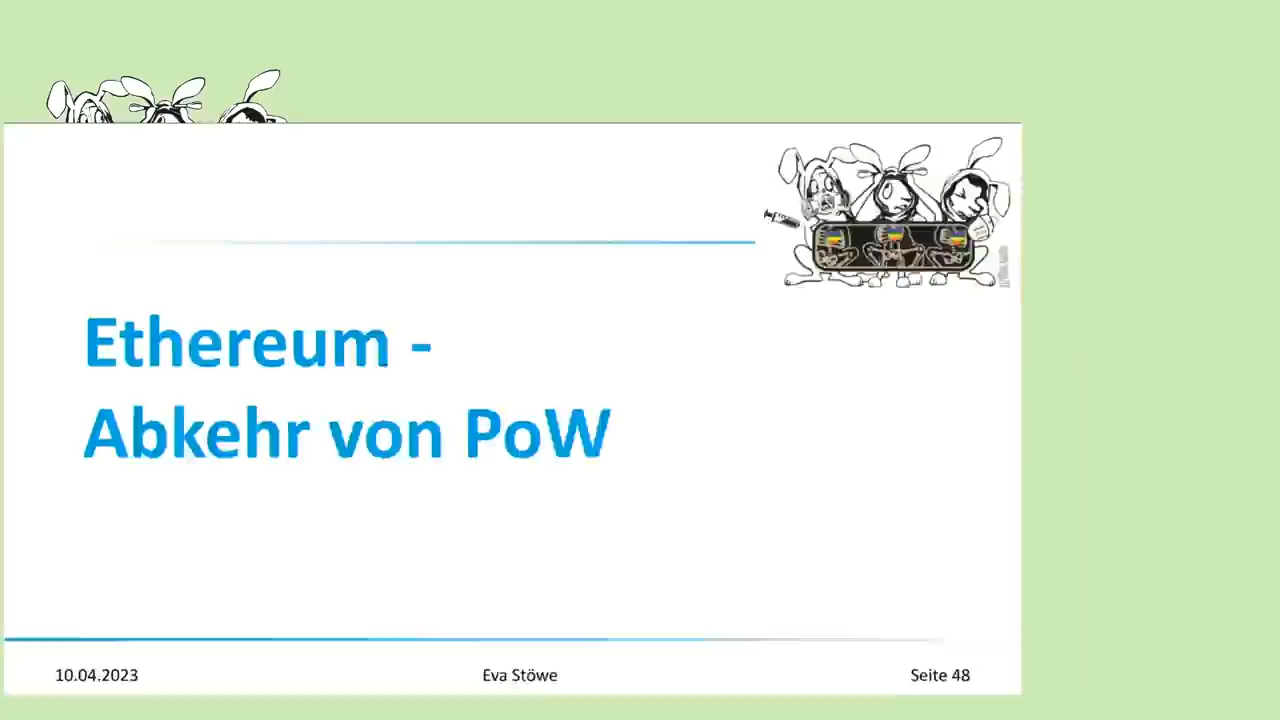 Ethereum -
Abkehr von PoW
10.04.2023
Eva Stöwe
Seite 48